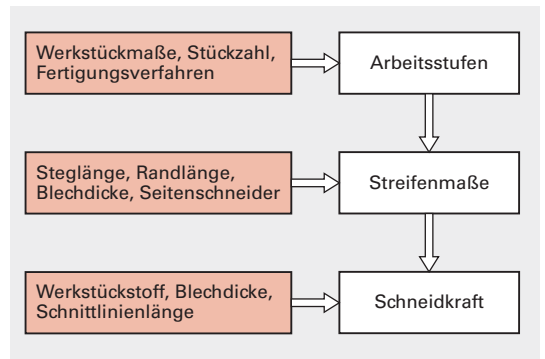 Werkstückmaße, Stückzahl,
Fertigungsverfahren
Arbeitsstufen
Steglänge, Randlänge,
Blechdicke, Seitenschneider
Streifenmaße
Werkstückstoff, Blechdicke,
Schnittlinienlänge
Schneidkraft